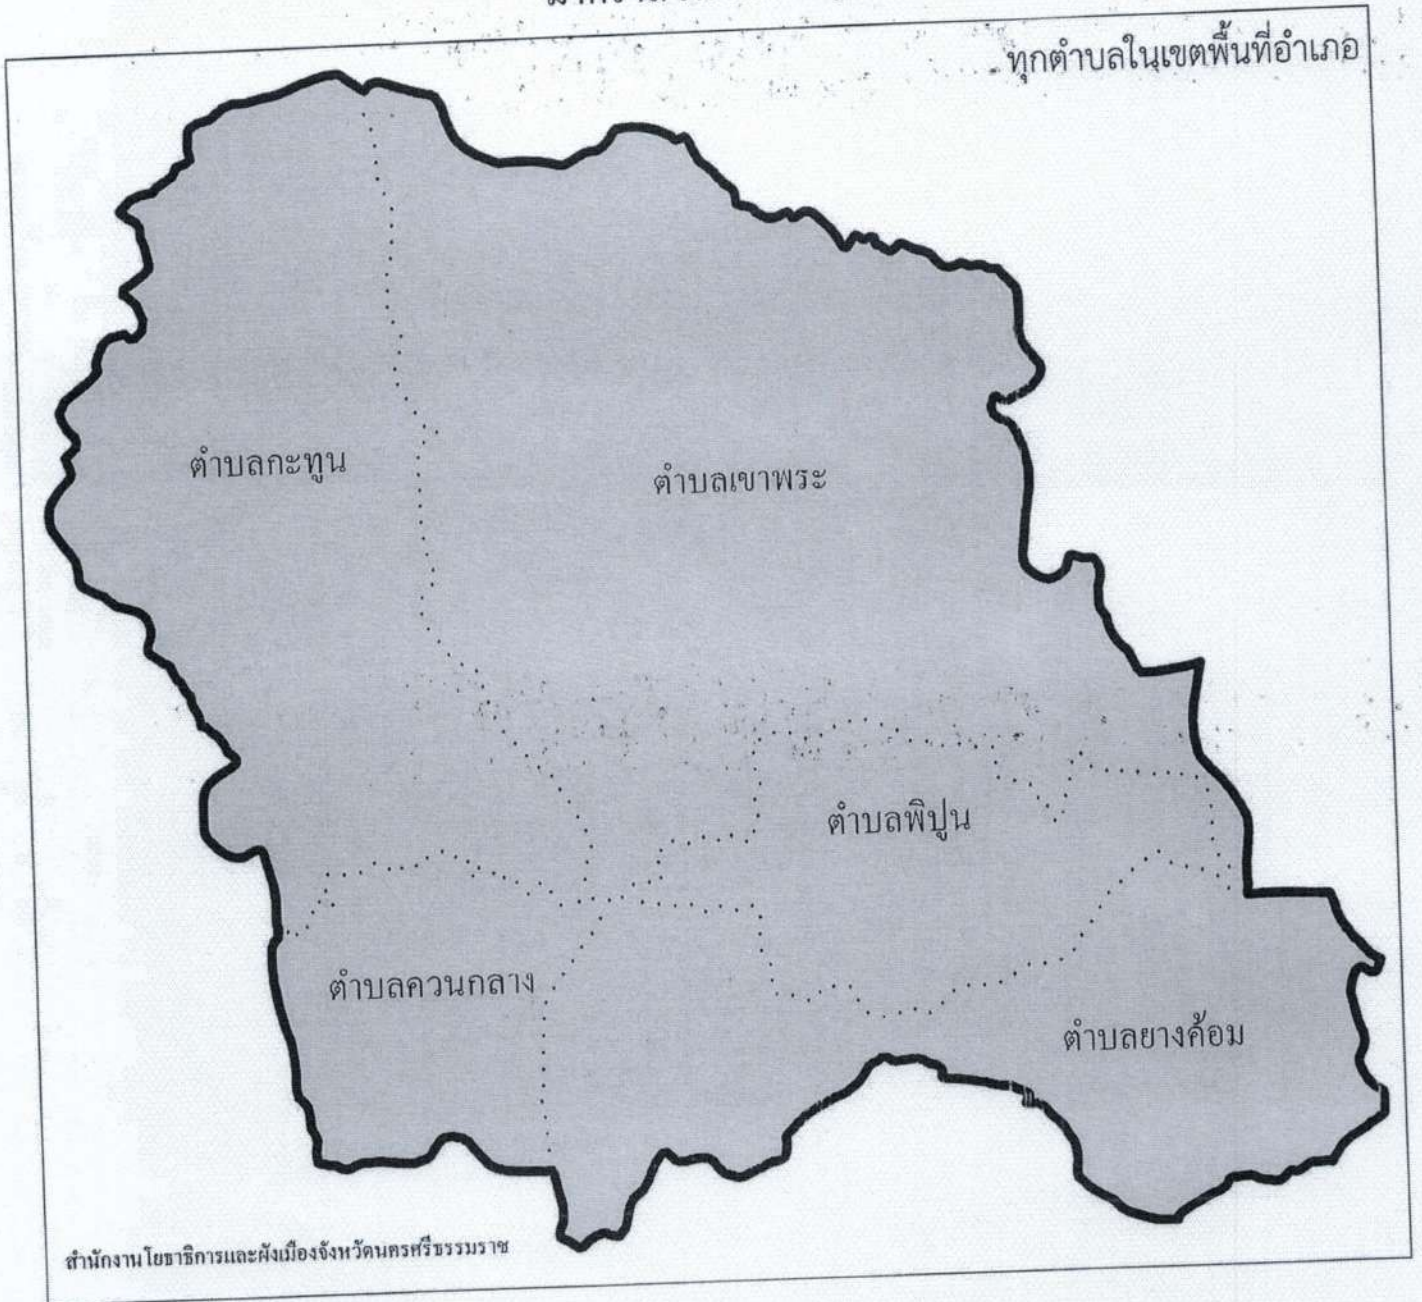 ทุกตำบลในเขตพื้นที่อำเภอ
ตำบลกะทูน
ตำบลเขาพระ
ตำบลพิปูน
ตำบลควนกลาง
ตำบลยางค้อม
สำนักงานโยธาธิการและผังเมืองจังหวัดนครศรีธรรมราช